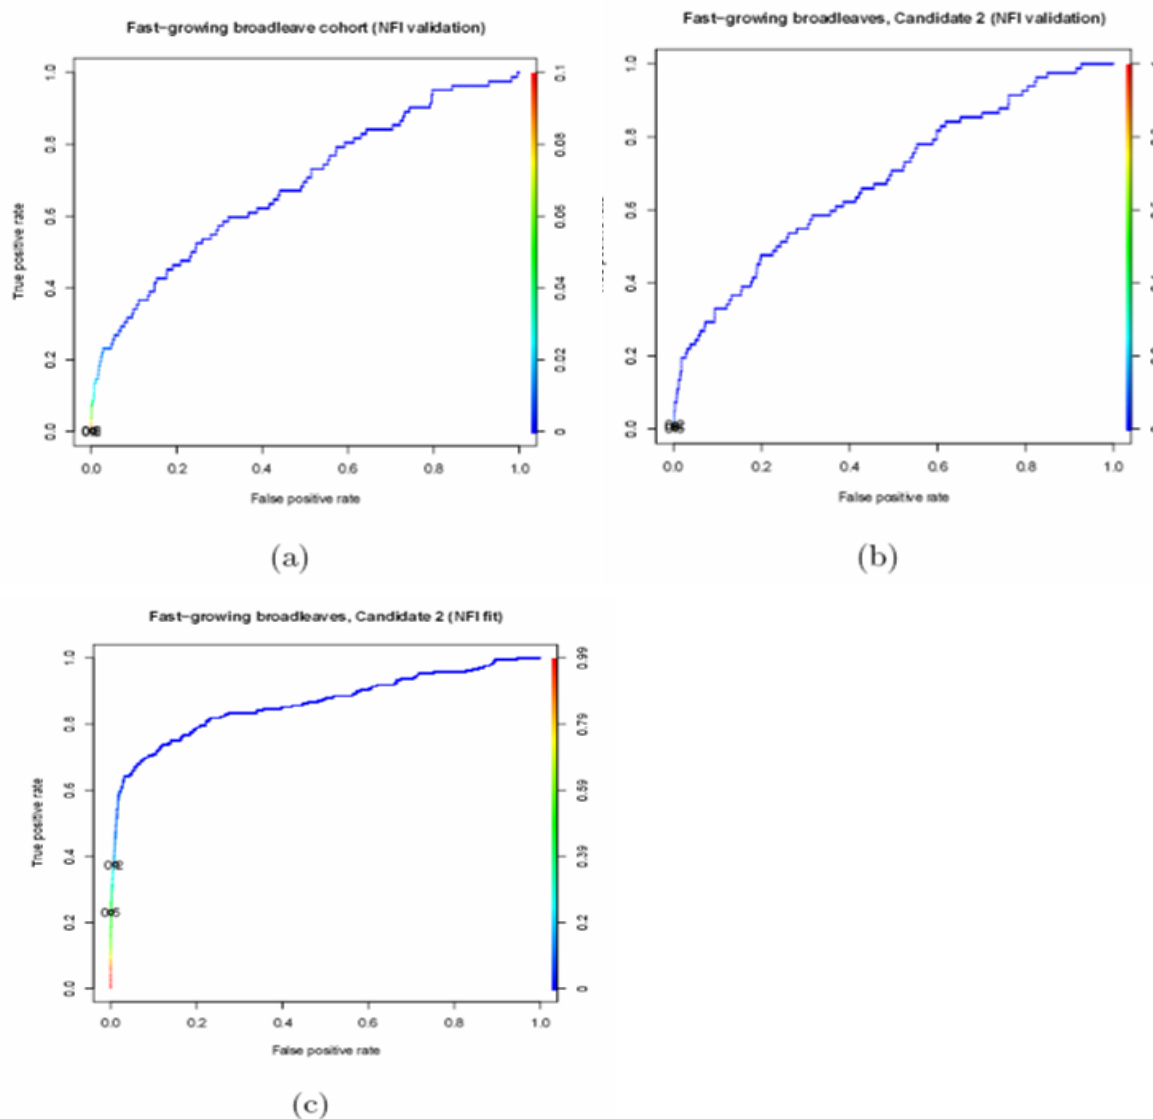 Fast-growing broadleave cohort (NFI validation)
True positive rate
0.0 0.2 0.4 0.6 0.8 1.0
0 0.02 0.04 0.06 0.08 0.1
0.0 0.2 0.4 0.6 0.8 1.0
False positive rate
(a)
Fast-growing broadleaves, Candidate 2 (NFI validation)
0.0 0.2 0.4 0.6 0.8 1.0
0.0 0.2 0.4 0.6 0.8 1.0
False positive rate
(b)
Fast-growing broadleaves, Candidate 2 (NFI fit)
True positive rate
0.0 0.2 0.4 0.6 0.8 1.0
0.2
0.5
0 0.2 0.39 0.59 0.79 0.99
0.0 0.2 0.4 0.6 0.8 1.0
False positive rate
(c)